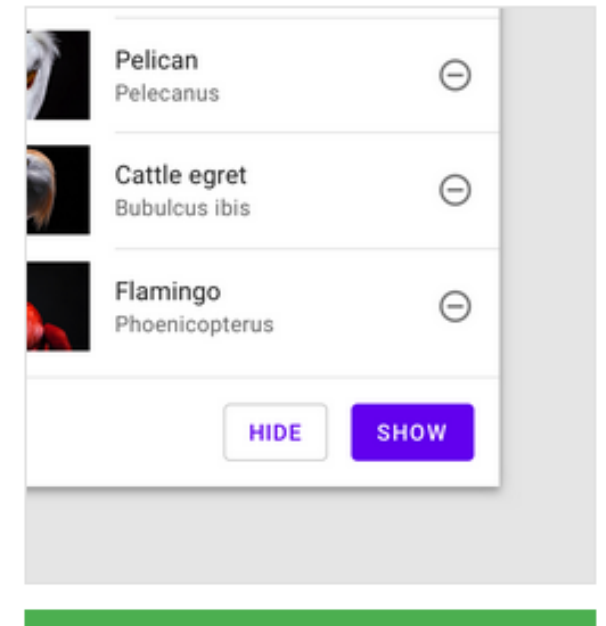 Pelican
Pelecanus
Cattle egret
Bubulcus ibis
Flamingo
Phoenicopterus
HIDE SHOW